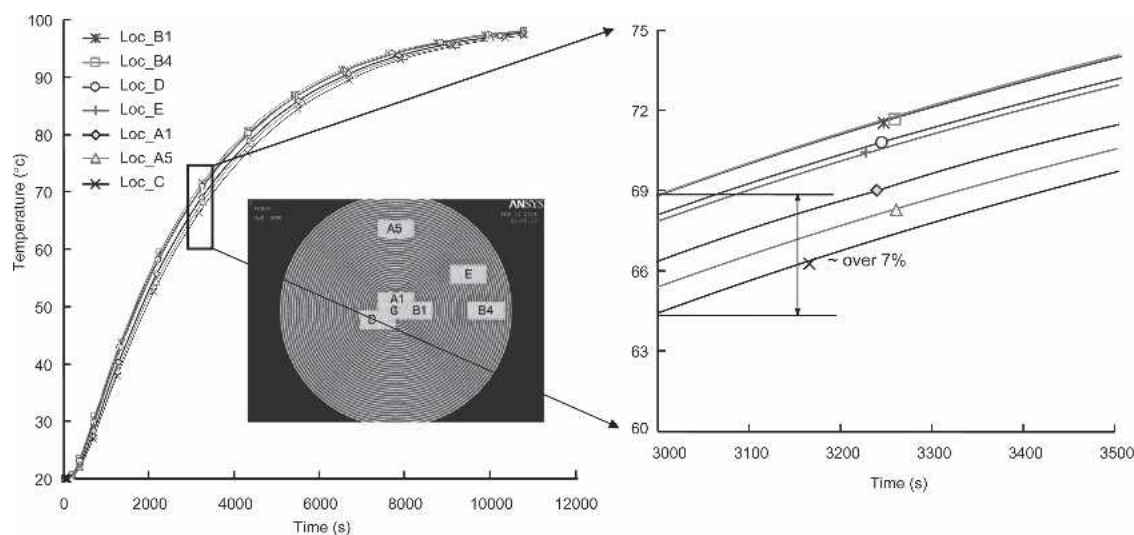 100
90
80
70
60
50
40
30
20
Temperature (°c)
Loc_B1
Loc_B4
Loc_D
Loc_E
Loc_A1
Loc_A5
Loc_C
0 2000 4000 6000 8000 10000 12000
Time (s)
ANSYS
A5
E
A1
G B1 B4
75
72
69
66
63
60
~ over 7%
3000 3100 3200 3300 3400 3500
Time (s)